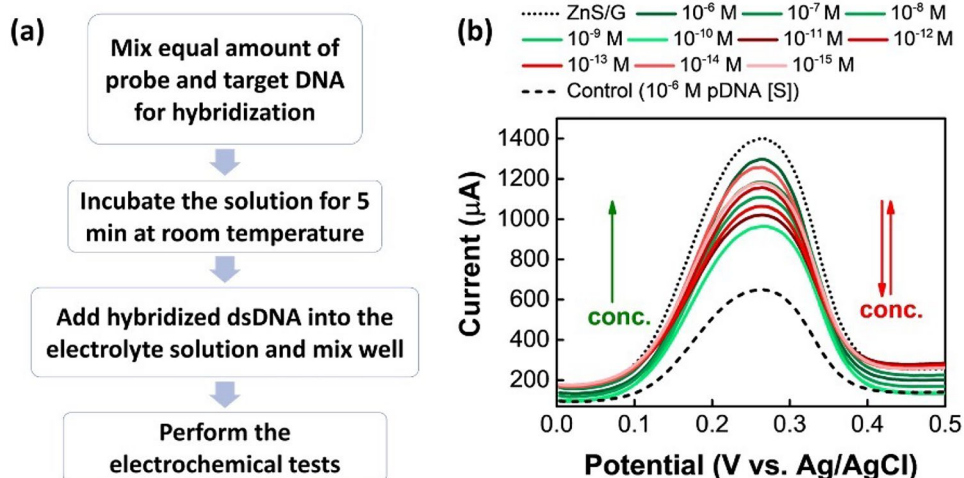 (a)
Mix equal amount of
probe and target DNA
for hybridization
Incubate the solution for 5
min at room temperature
Add hybridized dsDNA into the
electrolyte solution and mix well
Perform the
electrochemical tests
(b)
ZnS/G 10⁻⁶ M 10⁻⁷ M 10⁻⁸ M
10⁻⁹ M 10⁻¹⁰ M 10⁻¹¹ M 10⁻¹² M
10⁻¹³ M 10⁻¹⁴ M 10⁻¹⁵ M
Control (10⁻⁶ M pDNA [S])
Current (μA)
1400
1200
1000
800
600
400
200
conc.
conc.
0.0 0.1 0.2 0.3 0.4 0.5
Potential (V vs. Ag/AgCl)